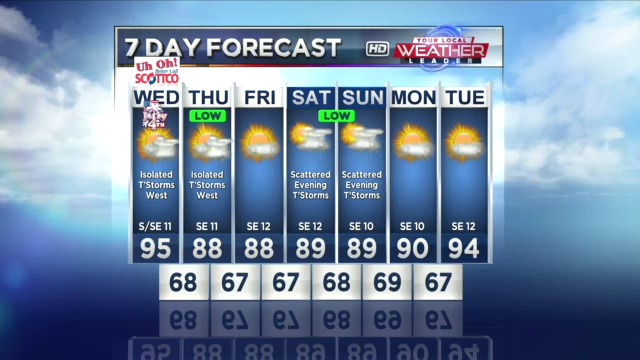 7 DAY FORECAST
HD
YOUR LOCAL
WEATHER
LEADER
Uh Oh!
Better Call
SCOTTCO
WED THU FRI SAT SUN MON TUE
LOW LOW
4TH
Isolated T'Storms West
Isolated T'Storms West
Scattered Evening T'Storms
Scattered Evening T'Storms
S/SE 11 SE 11 SE 12 SE 12 SE 10 SE 10 SE 12
95 88 88 89 89 90 94
68 67 67 68 69 67